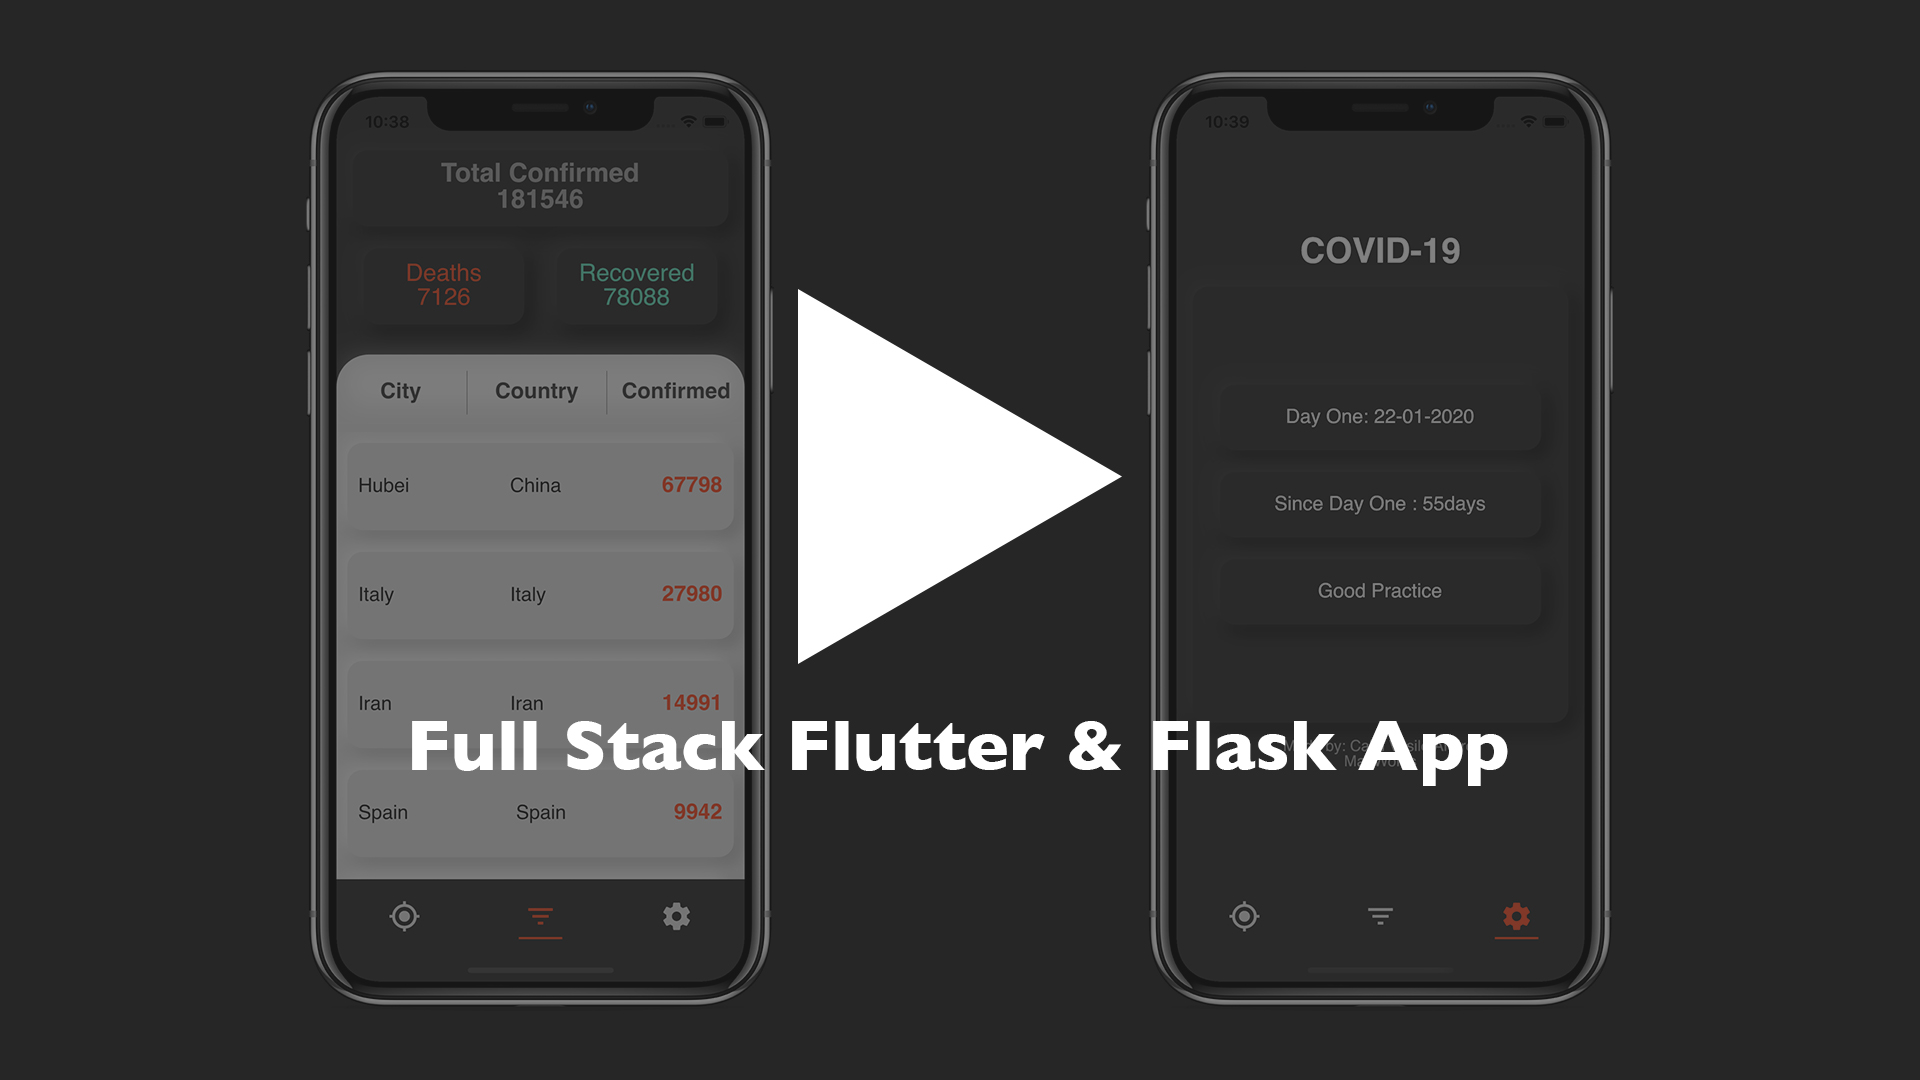 10:38
Total Confirmed
181546
Deaths
7126
Recovered
78088
City Country Confirmed
Hubei China 67798
Italy Italy 27980
Iran Iran 14991
Spain Spain 9942
10:39
COVID-19
Day One: 22-01-2020
Since Day One : 55days
Good Practice
by:
Full Stack Flutter & Flask App